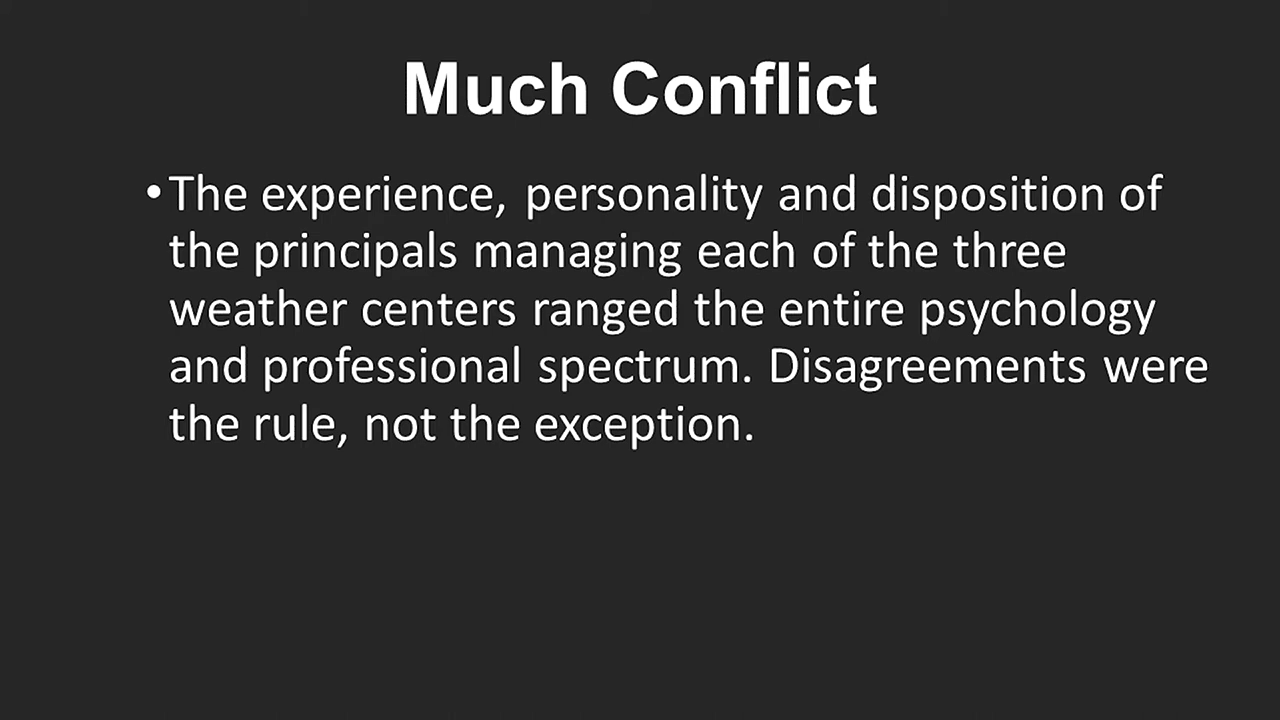 Much Conflict
•The experience, personality and disposition of
the principals managing each of the three
weather centers ranged the entire psychology
and professional spectrum. Disagreements were
the rule, not the exception.